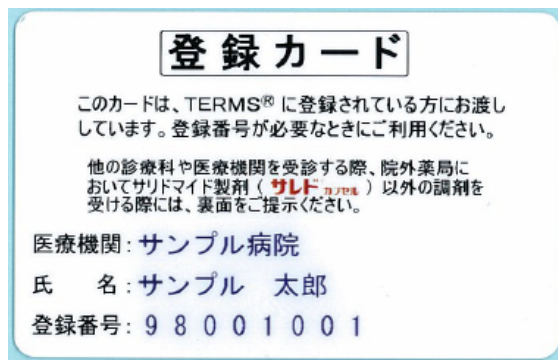 登録カード
このカードは、TERMS® に登録されている方にお渡し
しています。登録番号が必要なときにご利用ください。
他の診療科や医療機関を受診する際、院外薬局に
おいてサリドマイド製剤( サレド カプセル ) 以外の調剤を
受ける際には、裏面をご提示ください。
医療機関: サンプル病院
氏 名: サンプル 太郎
登録番号: 98001001